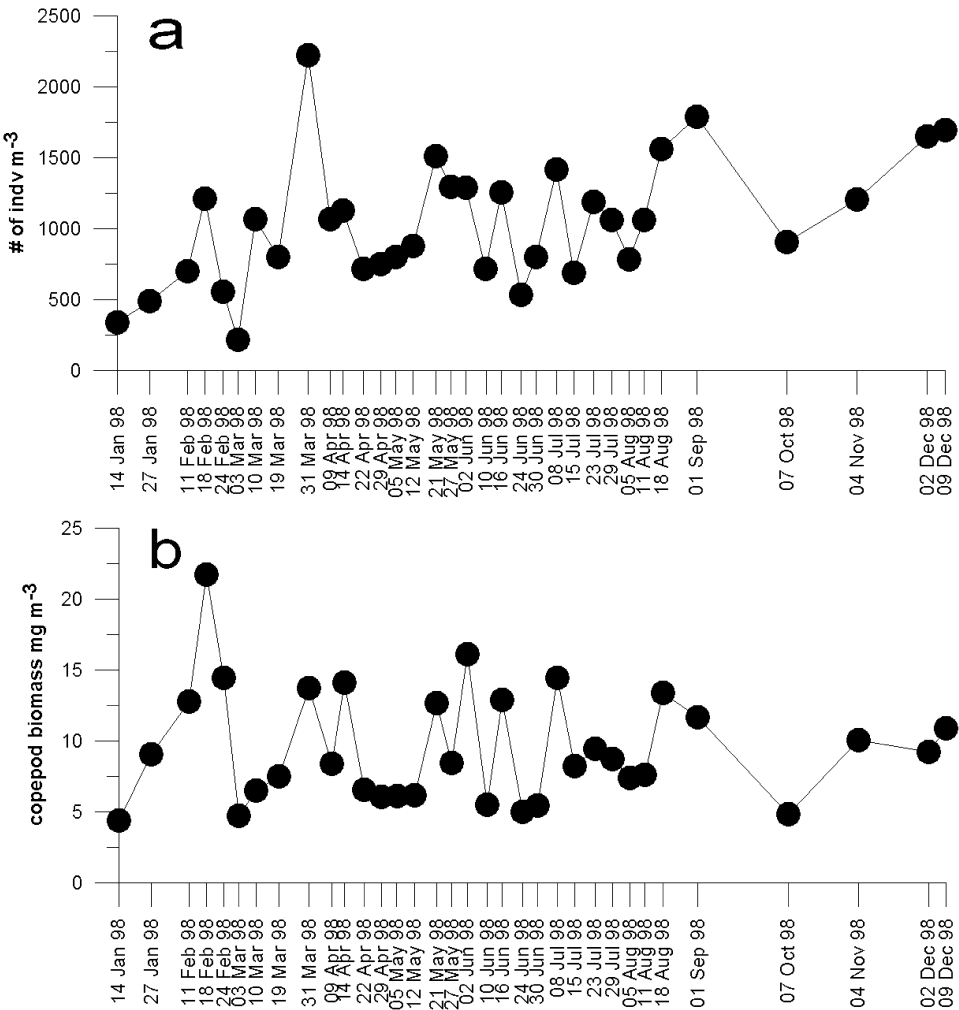 a
2500
2000
1500
1000
500
0
# of indv m-3
14 Jan 98
27 Jan 98
11 Feb 98
18 Feb 98
24 Feb 98
03 Mar 98
10 Mar 98
19 Mar 98
31 Mar 98
09 Apr 98
14 Apr 98
22 Apr 98
29 Apr 98
05 May 98
12 May 98
21 May 98
27 May 98
02 Jun 98
10 Jun 98
16 Jun 98
24 Jun 98
30 Jun 98
08 Jul 98
15 Jul 98
23 Jul 98
29 Jul 98
05 Aug 98
11 Aug 98
18 Aug 98
01 Sep 98
07 Oct 98
04 Nov 98
02 Dec 98
09 Dec 98
b
25
20
15
10
5
0
copepod biomass mg m-3
14 Jan 98
27 Jan 98
11 Feb 98
18 Feb 98
24 Feb 98
03 Mar 98
10 Mar 98
19 Mar 98
31 Mar 98
09 Apr 98
14 Apr 98
22 Apr 98
29 Apr 98
05 May 98
12 May 98
21 May 98
27 May 98
02 Jun 98
10 Jun 98
16 Jun 98
24 Jun 98
30 Jun 98
08 Jul 98
15 Jul 98
23 Jul 98
29 Jul 98
05 Aug 98
11 Aug 98
18 Aug 98
01 Sep 98
07 Oct 98
04 Nov 98
02 Dec 98
09 Dec 98